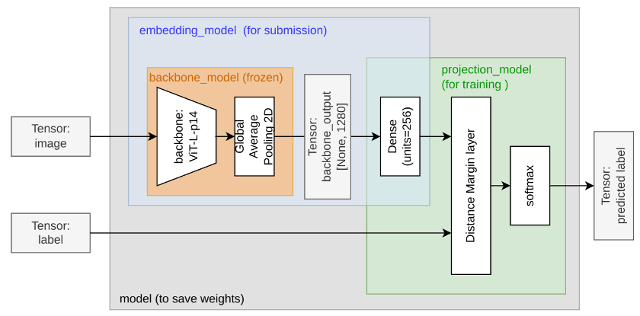 embedding_model (for submission)
backbone_model (frozen)
projection_model
(for training )
Tensor:
image
backbone:
ViT-L-p14
Global
Average
Pooling 2D
Tensor:
backbone_output
[None, 1280]
Dense
(units=256)
Distance Margin layer
softmax
Tensor:
predicted label
Tensor:
label
model (to save weights)